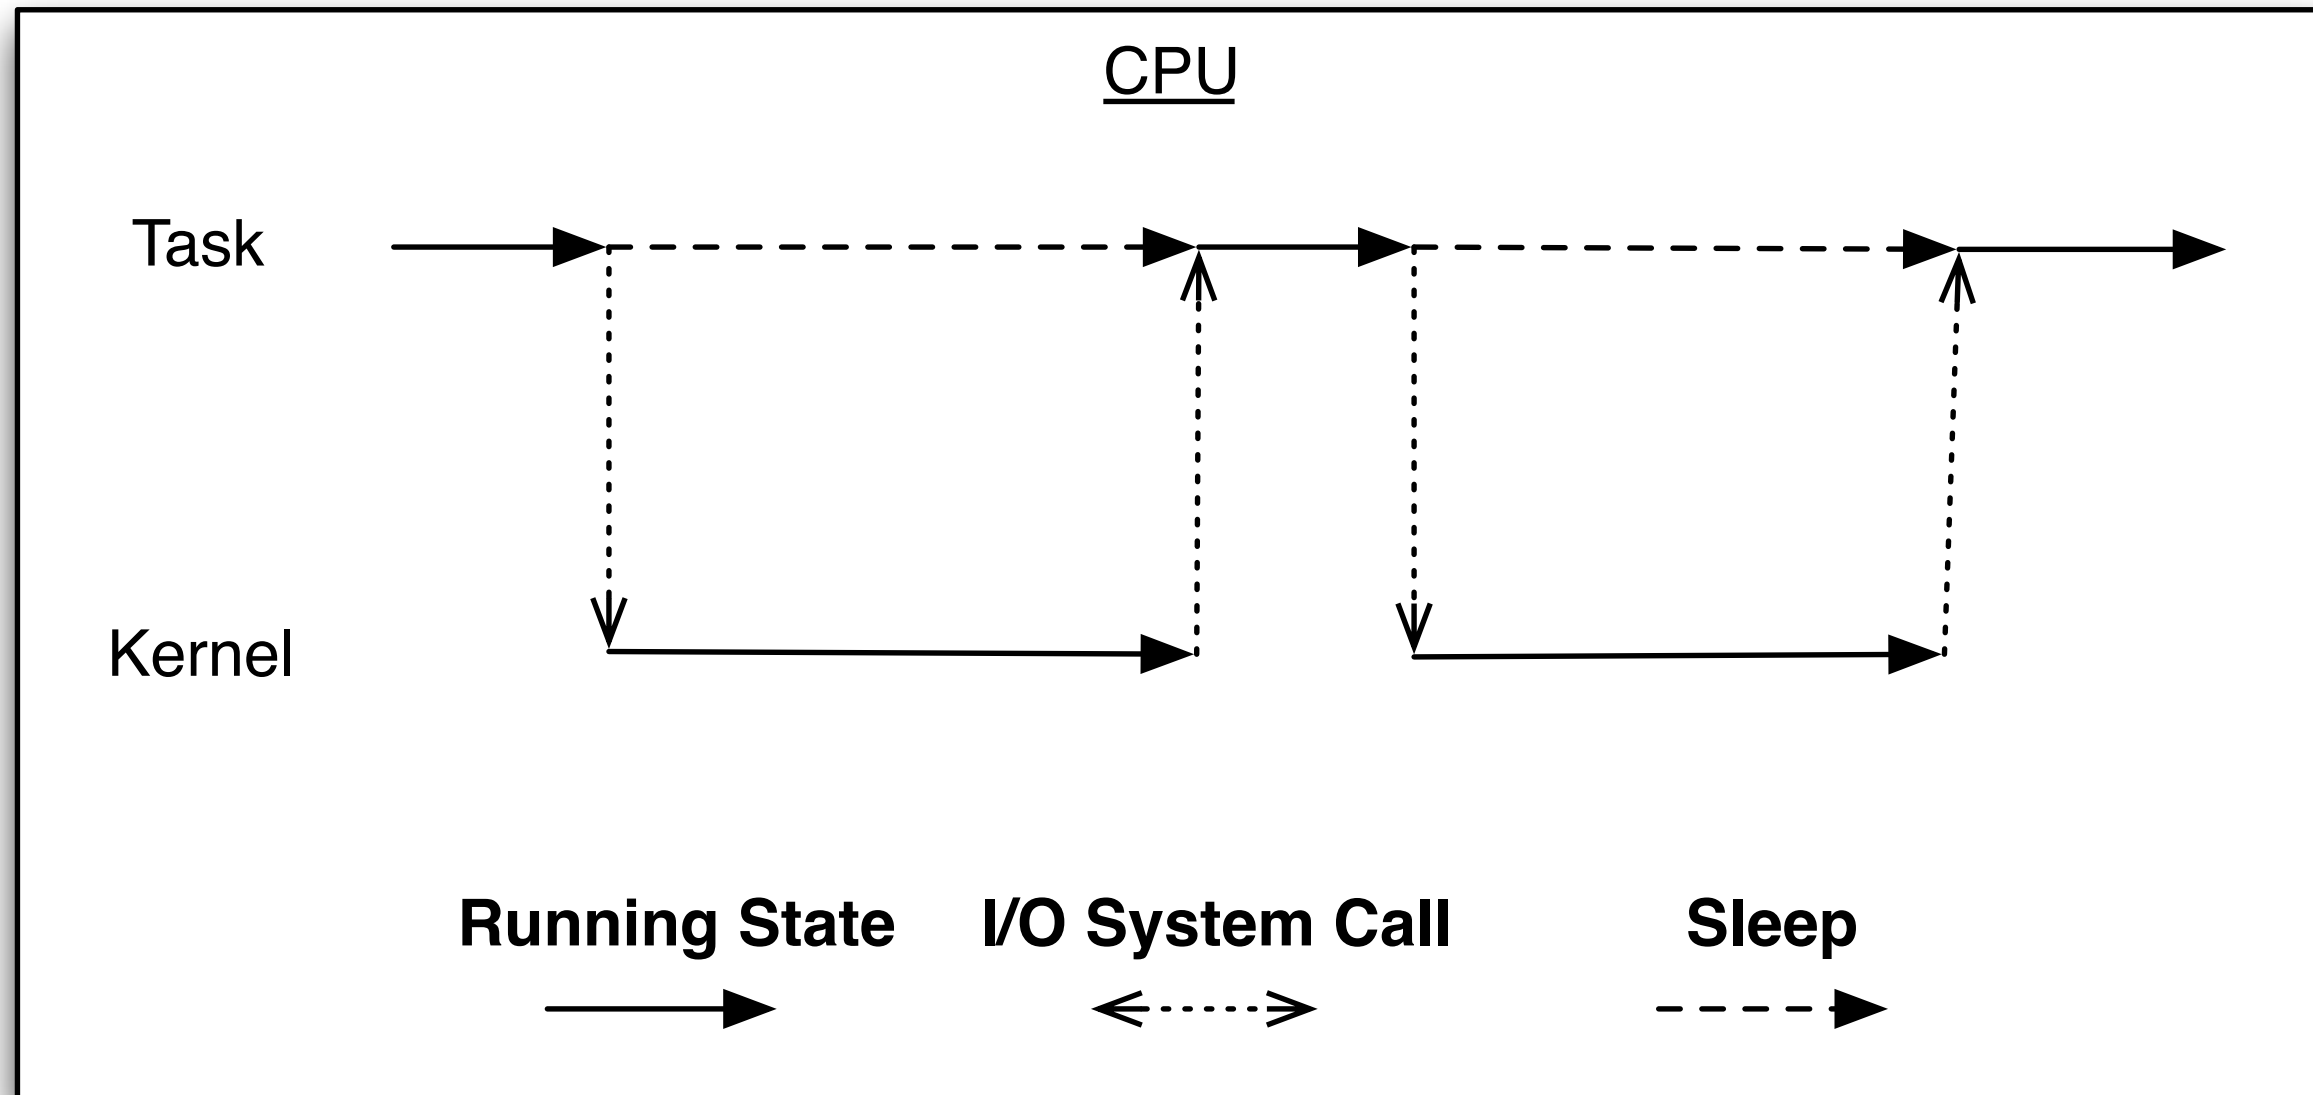 CPU
Task
Kernel
Running State
I/O System Call
Sleep